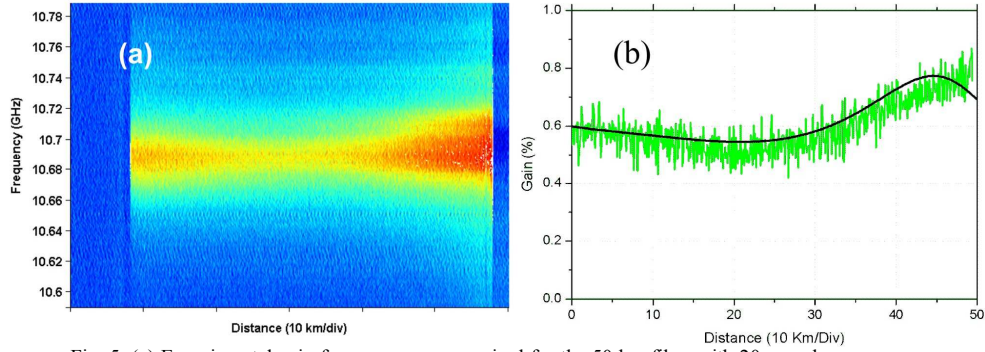 (a)
10.78
10.76
10.74
10.72
10.7
10.68
10.66
10.64
10.62
10.6
Frequency (GHz)
Distance (10 km/div)
(b)
1.0
0.8
0.6
0.4
0.2
0.0
Gain (%)
0 10 20 30 40 50
Distance (10 Km/Div)
Fig. 5. (a) Experimental gain-frequency map
for the 50 km fiber with 20